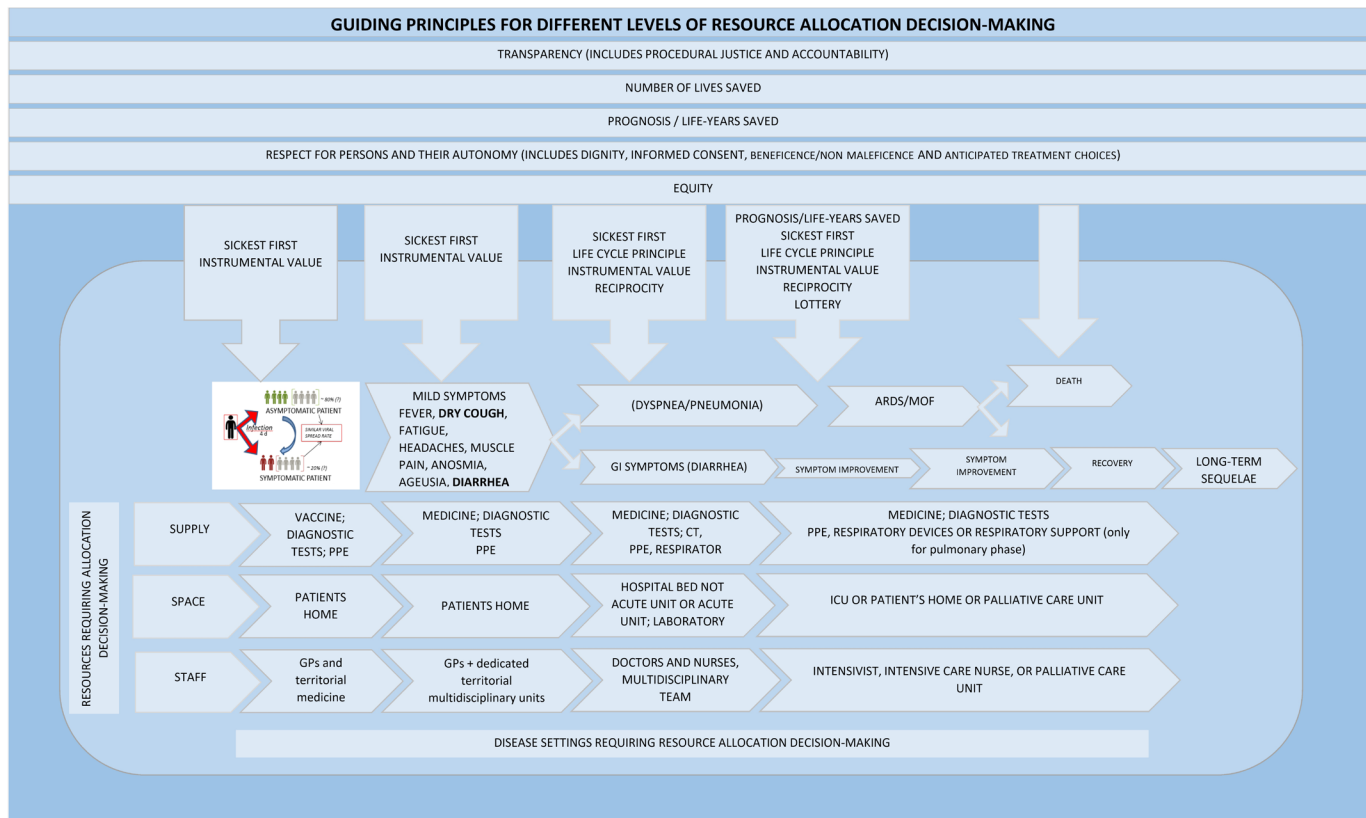 GUIDING PRINCIPLES FOR DIFFERENT LEVELS OF RESOURCE ALLOCATION DECISION-MAKING
TRANSPARENCY (INCLUDES PROCEDURAL JUSTICE AND ACCOUNTABILITY)
NUMBER OF LIVES SAVED
PROGNOSIS / LIFE-YEARS SAVED
RESPECT FOR PERSONS AND THEIR AUTONOMY (INCLUDES DIGNITY, INFORMED CONSENT, BENEFICENCE/NON MALEFICENCE AND ANTICIPATED TREATMENT CHOICES)
EQUITY
SICKEST FIRST
INSTRUMENTAL VALUE
SICKEST FIRST
INSTRUMENTAL VALUE
SICKEST FIRST
LIFE CYCLE PRINCIPLE
INSTRUMENTAL VALUE
RECIPROCITY
PROGNOSIS/LIFE-YEARS SAVED
SICKEST FIRST
LIFE CYCLE PRINCIPLE
INSTRUMENTAL VALUE
RECIPROCITY
LOTTERY
~ 80% (?)
ASYMPTOMATIC PATIENT
Infection
4 d
SIMILAR VIRAL
SPREAD RATE
~ 20% (?)
SYMPTOMATIC PATIENT
MILD SYMPTOMS
FEVER, DRY COUGH,
FATIGUE,
HEADACHES, MUSCLE
PAIN, ANOSMIA,
AGEUSIA, DIARRHEA
(DYSPNEA/PNEUMONIA)
GI SYMPTOMS (DIARRHEA)
ARDS/MOF
DEATH
SYMPTOM IMPROVEMENT
SYMPTOM
IMPROVEMENT
RECOVERY
LONG-TERM
SEQUELAE
RESOURCES REQUIRING ALLOCATION
DECISION-MAKING
SUPPLY
VACCINE;
DIAGNOSTIC
TESTS; PPE
MEDICINE; DIAGNOSTIC
TESTS
PPE
MEDICINE; DIAGNOSTIC
TESTS; CT,
PPE, RESPIRATOR
MEDICINE; DIAGNOSTIC TESTS
PPE, RESPIRATORY DEVICES OR RESPIRATORY SUPPORT (only
for pulmonary phase)
SPACE
PATIENTS
HOME
PATIENTS HOME
HOSPITAL BED NOT
ACUTE UNIT OR ACUTE
UNIT; LABORATORY
ICU OR PATIENT'S HOME OR PALLIATIVE CARE UNIT
STAFF
GPs and
territorial
medicine
GPs + dedicated
territorial
multidisciplinary units
DOCTORS AND NURSES,
MULTIDISCIPLINARY
TEAM
INTENSIVIST, INTENSIVE CARE NURSE, OR PALLIATIVE CARE
UNIT
DISEASE SETTINGS REQUIRING RESOURCE ALLOCATION DECISION-MAKING